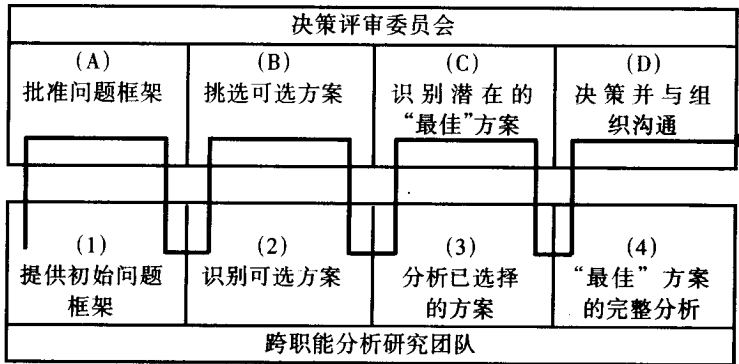 决策评审委员会
(A)
批准问题框架
(B)
挑选可选方案
(C)
识别潜在的
“最佳”方案
(D)
决策并与组
织沟通
(1)
提供初始问题
框架
(2)
识别可选方案
(3)
分析已选择
的方案
(4)
“最佳”方案
的完整分析
跨职能分析研究团队